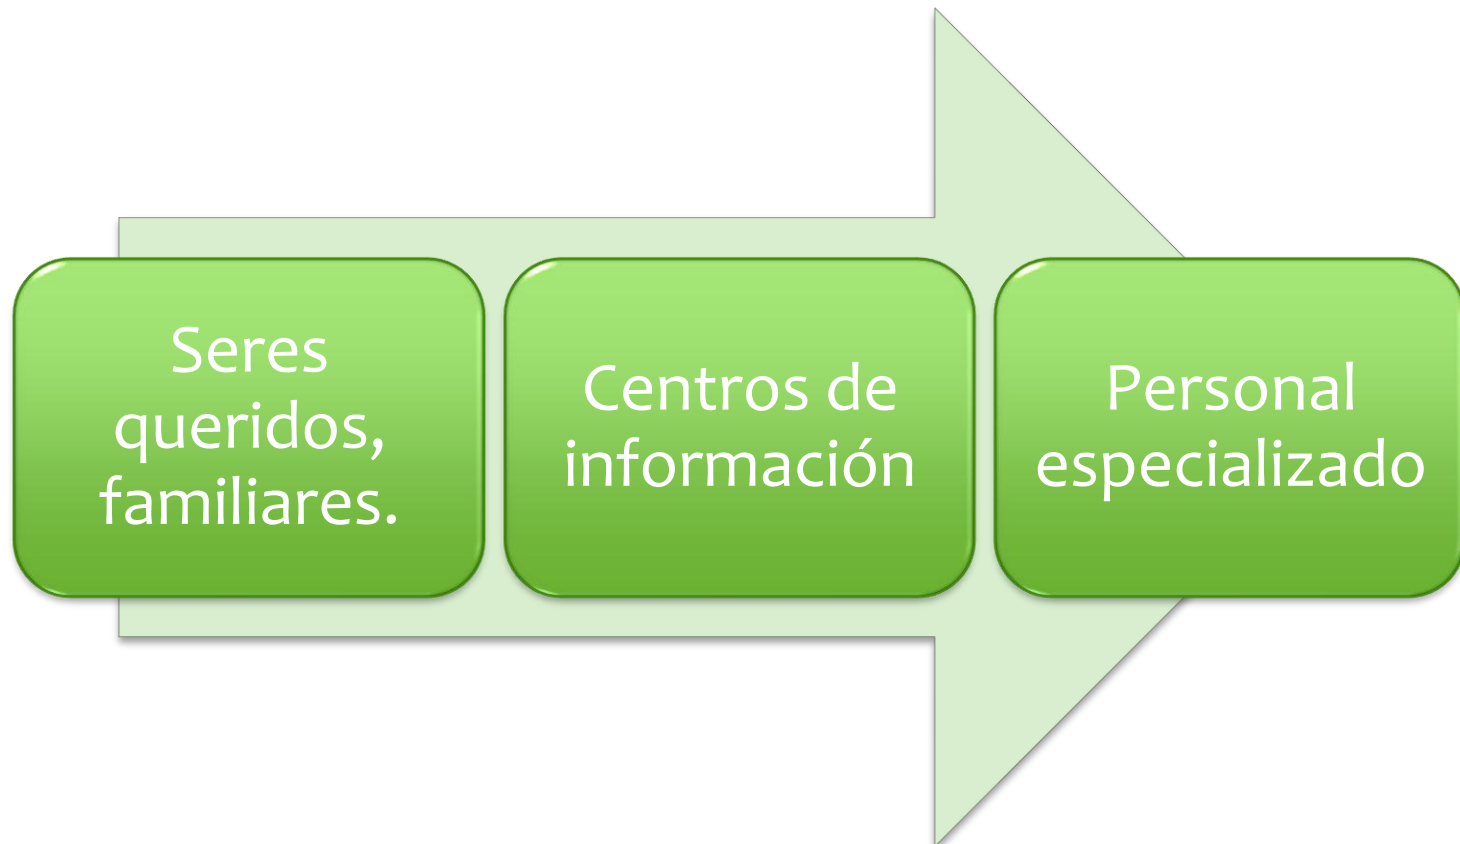 Seres
queridos,
familiares.
Centros de
información
Personal
especializado